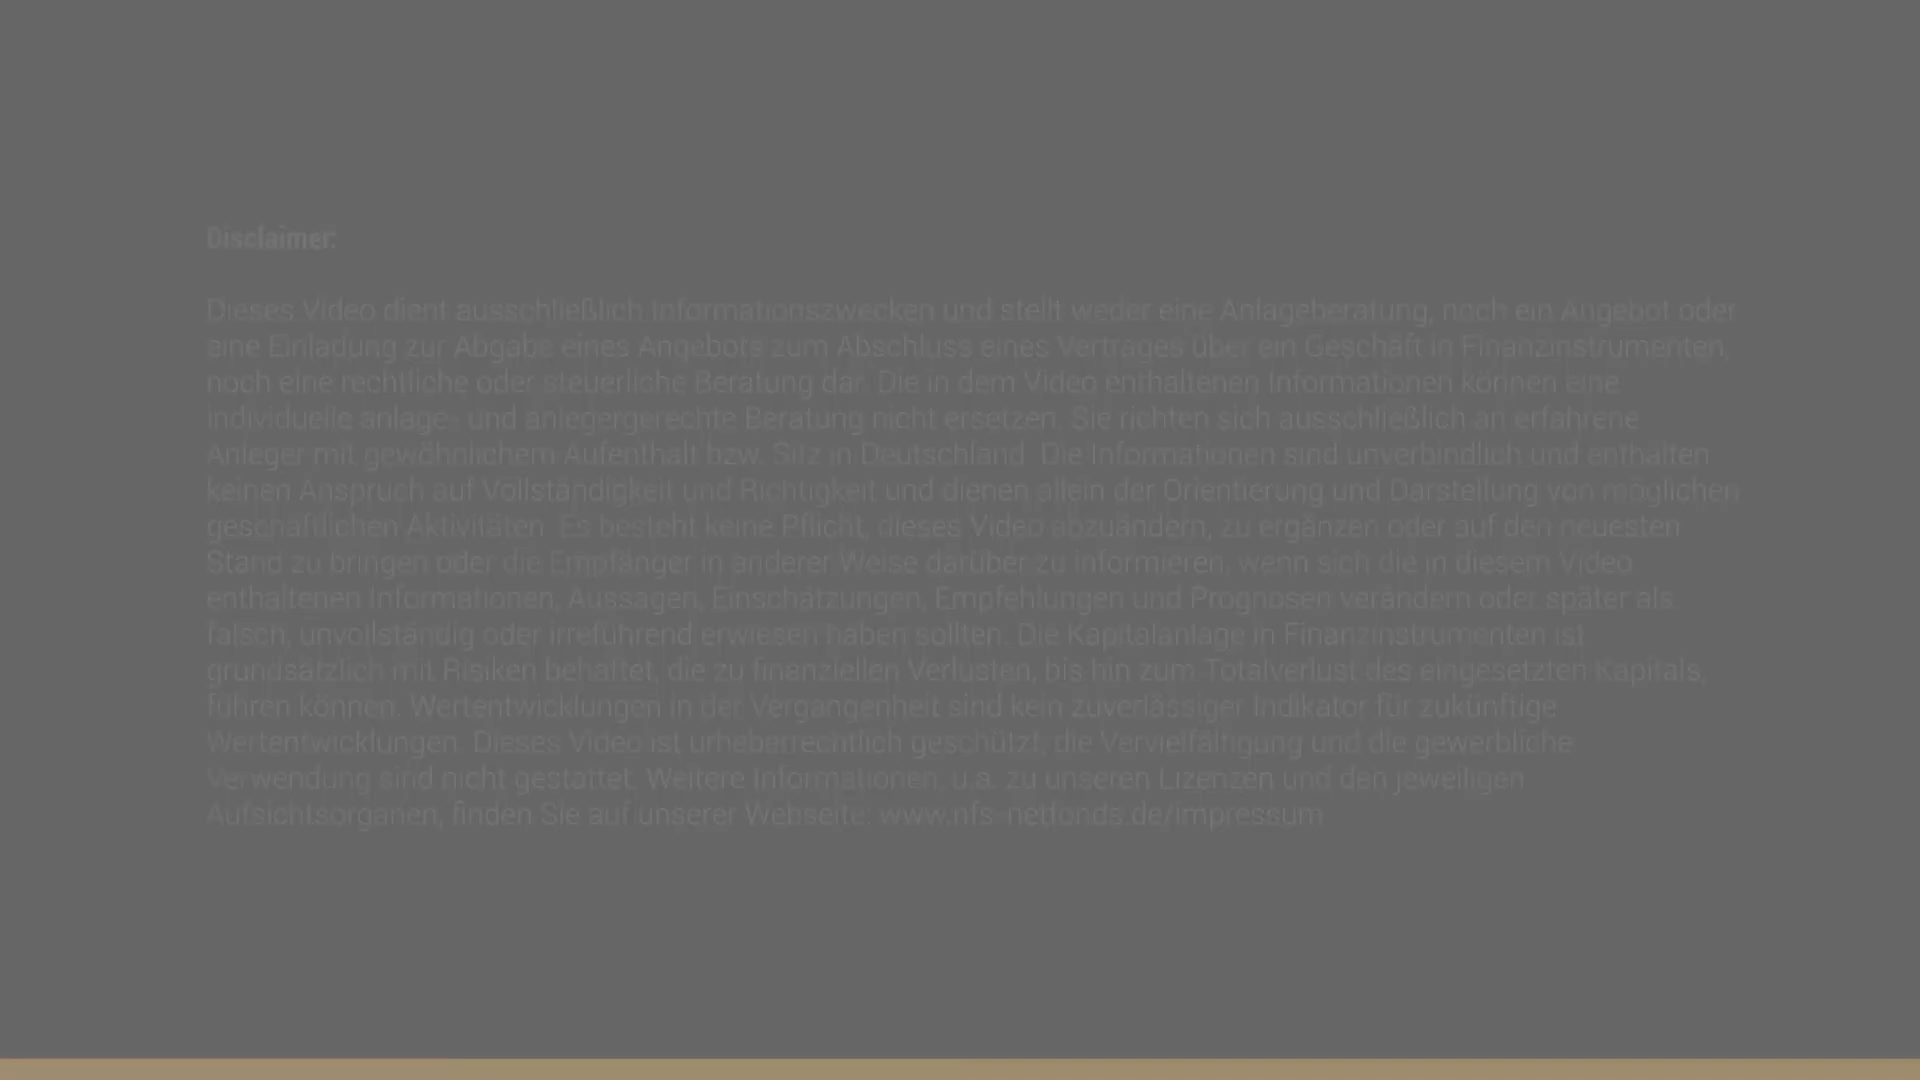 Disclaimer:
Dieses Video dient ausschließlich Informationszwecken und stellt weder eine Anlageberatung, noch ein Angebot oder
eine Einladung zur Abgabe eines Angebots zum Abschluss eines Vertrages über ein Geschäft in Finanzinstrumenten,
noch eine rechtliche oder steuerliche Beratung dar. Die in dem Video enthaltenen Informationen können eine
individuelle anlage- und anlegergerechte Beratung nicht ersetzen. Sie richten sich ausschließlich an erfahrene
Anleger mit gewöhnlichem Aufenthalt bzw. Sitz in Deutschland. Die Informationen sind unverbindlich und enthalten
keinen Anspruch auf Vollständigkeit und Richtigkeit und dienen allein der Orientierung und Darstellung von möglichen
geschäftlichen Aktivitäten. Es besteht keine Pflicht, dieses Video abzuändern, zu ergänzen oder auf den neuesten
Stand zu bringen oder die Empfänger in anderer Weise darüber zu informieren, wenn sich die in diesem Video
enthaltenen Informationen, Aussagen, Einschätzungen, Empfehlungen und Prognosen verändern oder später als
falsch, unvollständig oder irreführend erwiesen haben sollten. Die Kapitalanlage in Finanzinstrumenten ist
grundsätzlich mit Risiken behaftet, die zu finanziellen Verlusten, bis hin zum Totalverlust des eingesetzten Kapitals,
führen können. Wertentwicklungen in der Vergangenheit sind kein zuverlässiger Indikator für zukünftige
Wertentwicklungen. Dieses Video ist urheberrechtlich geschützt, die Vervielfältigung und die gewerbliche
Verwendung sind nicht gestattet. Weitere Informationen, u.a. zu unseren Lizenzen und den jeweiligen
Aufsichtsorganen, finden Sie auf unserer Webseite: www.nfs-netfonds.de/impressum